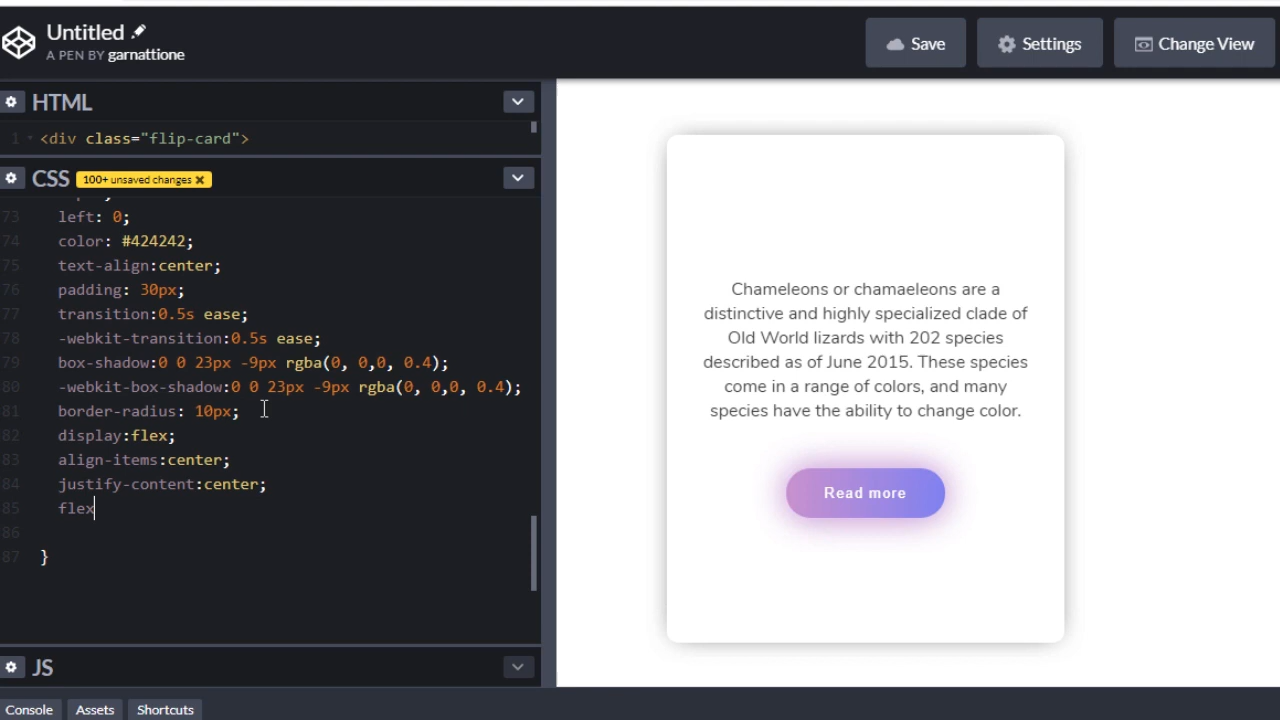 Untitled
A PEN BY garnattione
Save
Settings
Change View
HTML
1 <div class="flip-card">
CSS 100+ unsaved changes x
73 left: 0;
74 color: #424242;
75 text-align:center;
76 padding: 30px;
77 transition:0.5s ease;
78 -webkit-transition:0.5s ease;
79 box-shadow:0 0 23px -9px rgba(0, 0,0, 0.4);
80 -webkit-box-shadow:0 0 23px -9px rgba(0, 0,0, 0.4);
81 border-radius: 10px;
82 display:flex;
83 align-items:center;
84 justify-content:center;
85 flex
86
87 }
JS
Console
Assets
Shortcuts
Chameleons or chamaeleons are a
distinctive and highly specialized clade of
Old World lizards with 202 species
described as of June 2015. These species
come in a range of colors, and many
species have the ability to change color.
Read more